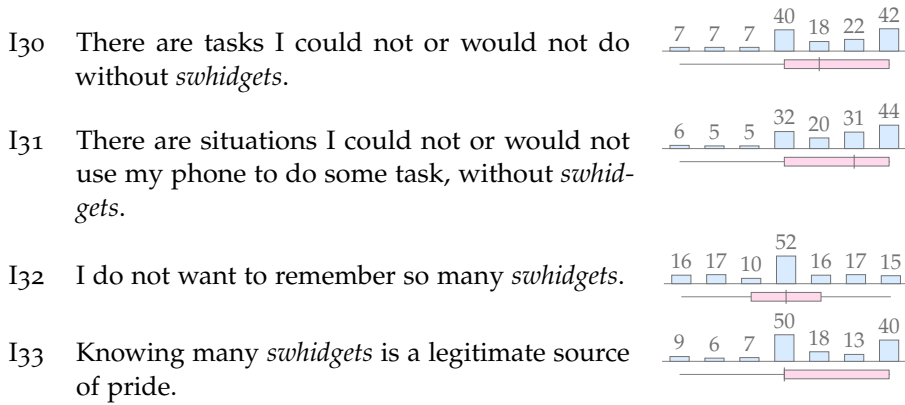 7 7 7 40 18 22 42
I30 There are tasks I could not or would not do
without swhidgets.
6 5 5 32 20 31 44
I31 There are situations I could not or would not
use my phone to do some task, without swhid-
gets.
16 17 10 52 16 17 15
I32 I do not want to remember so many swhidgets.
9 6 7 50 18 13 40
I33 Knowing many swhidgets is a legitimate source
of pride.